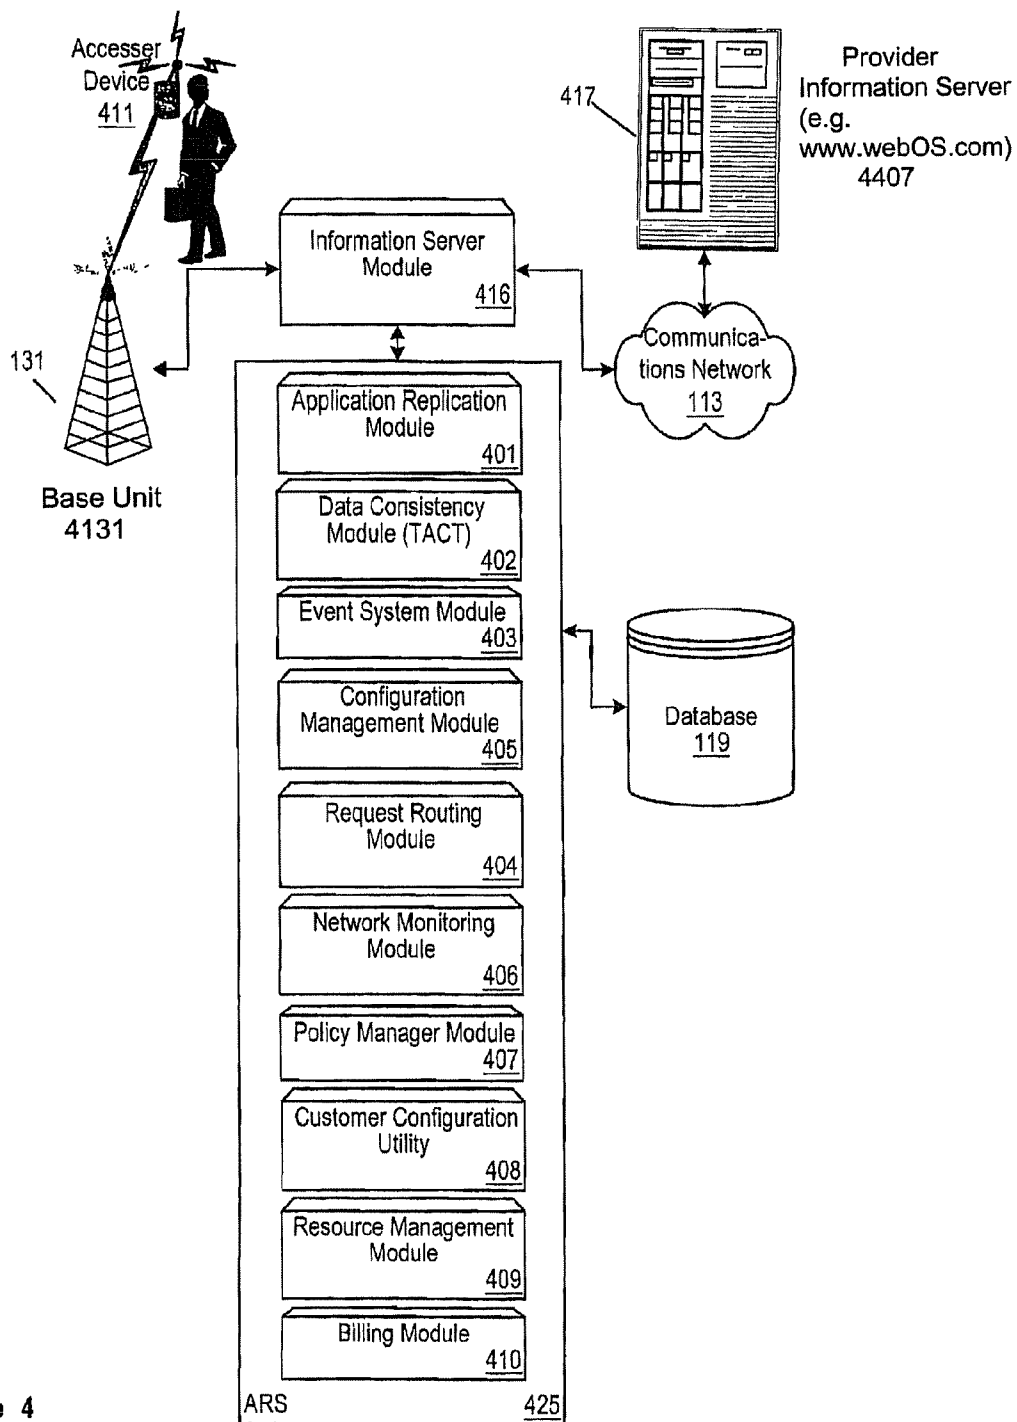 Accesser
Device
411
417
Provider
Information Server
(e.g.
www.webOS.com)
4407
Information Server
Module
416
131
Base Unit
4131
Communica-
tions Network
113
Application Replication
Module
401
Data Consistency
Module (TACT)
402
Event System Module
403
Configuration
Management Module
405
Database
119
Request Routing
Module
404
Network Monitoring
Module
406
Policy Manager Module
407
Customer Configuration
Utility
408
Resource Management
Module
409
Billing Module
410
ARS
425
e 4